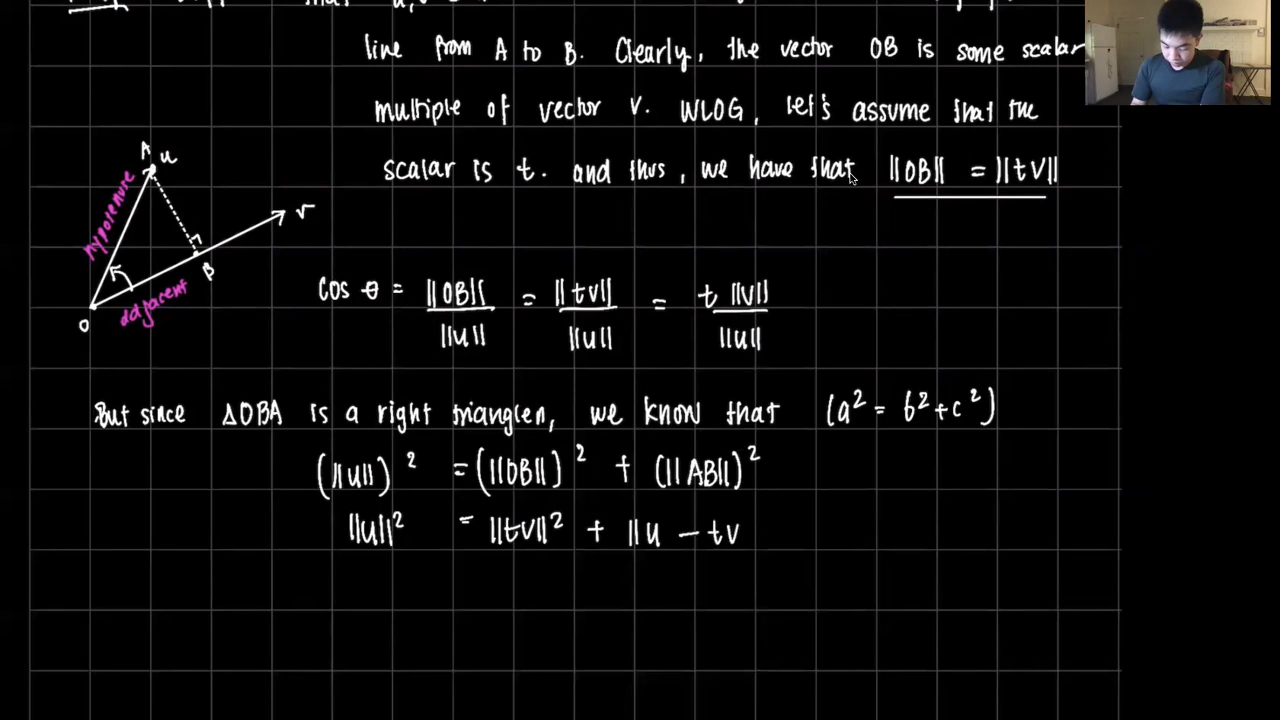 line from A to B. Clearly, the vector OB is some scalar
multiple of vector v. WLOG, let's assume that the
scalar is t. and thus, we have that ||OB|| = ||tv||
A u
hypotenuse
v
B
adjacent
O
cos θ = ||OB|| / ||u|| = ||tv|| / ||u|| = t ||v|| / ||u||
But since ΔOBA is a right trianglen, we know that (a² = b² + c²)
(||u||)² = (||OB||)² + (||AB||)²
||u||² = ||tv||² + ||u - tv